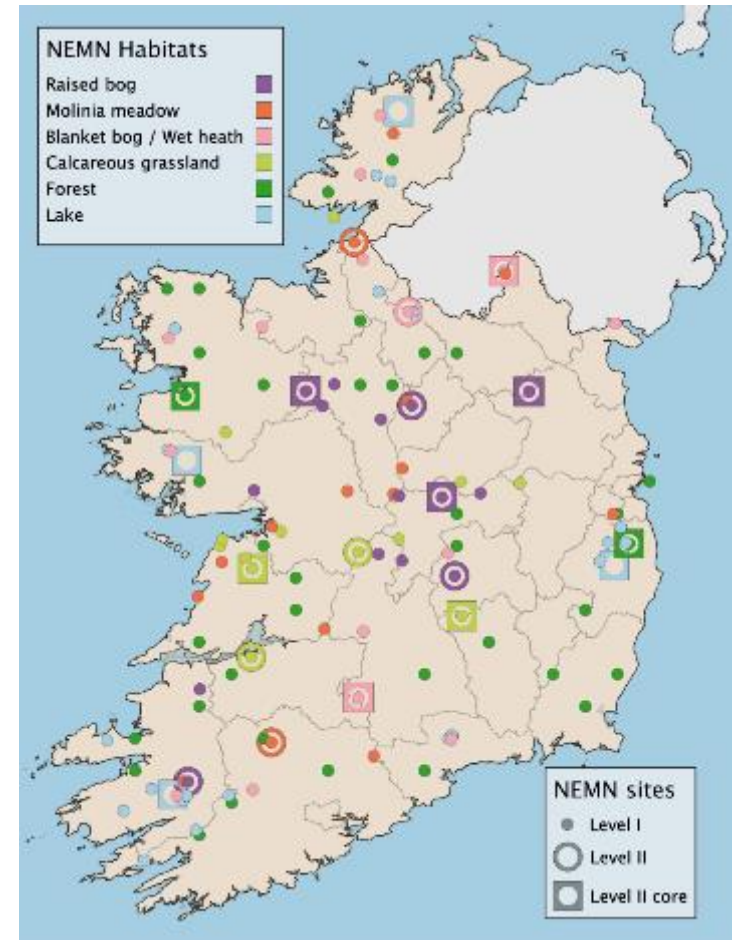 NEMN Habitats
Raised bog
Molinia meadow
Blanket bog / Wet heath
Calcareous grassland
Forest
Lake
NEMN sites
Level I
Level II
Level II core